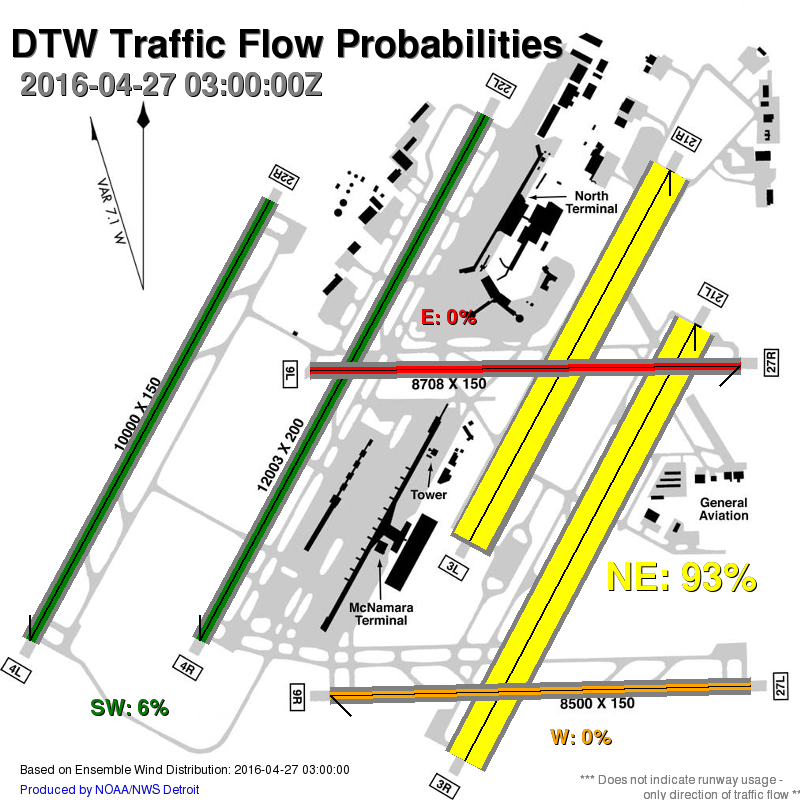 DTW Traffic Flow Probabilities
2016-04-27 03:00:00Z
22L
21R
22R
VAR 7.1 W
North
Terminal
21L
E: 0%
9L
27R
8708 X 150
10000 X 150
12003 X 200
Tower
General
Aviation
3L
NE: 93%
McNamara
Terminal
4L
4R
9R
27L
SW: 6%
8500 X 150
W: 0%
3R
Based on Ensemble Wind Distribution: 2016-04-27 03:00:00
Produced by NOAA/NWS Detroit
*** Does not indicate runway usage -
only direction of traffic flow **